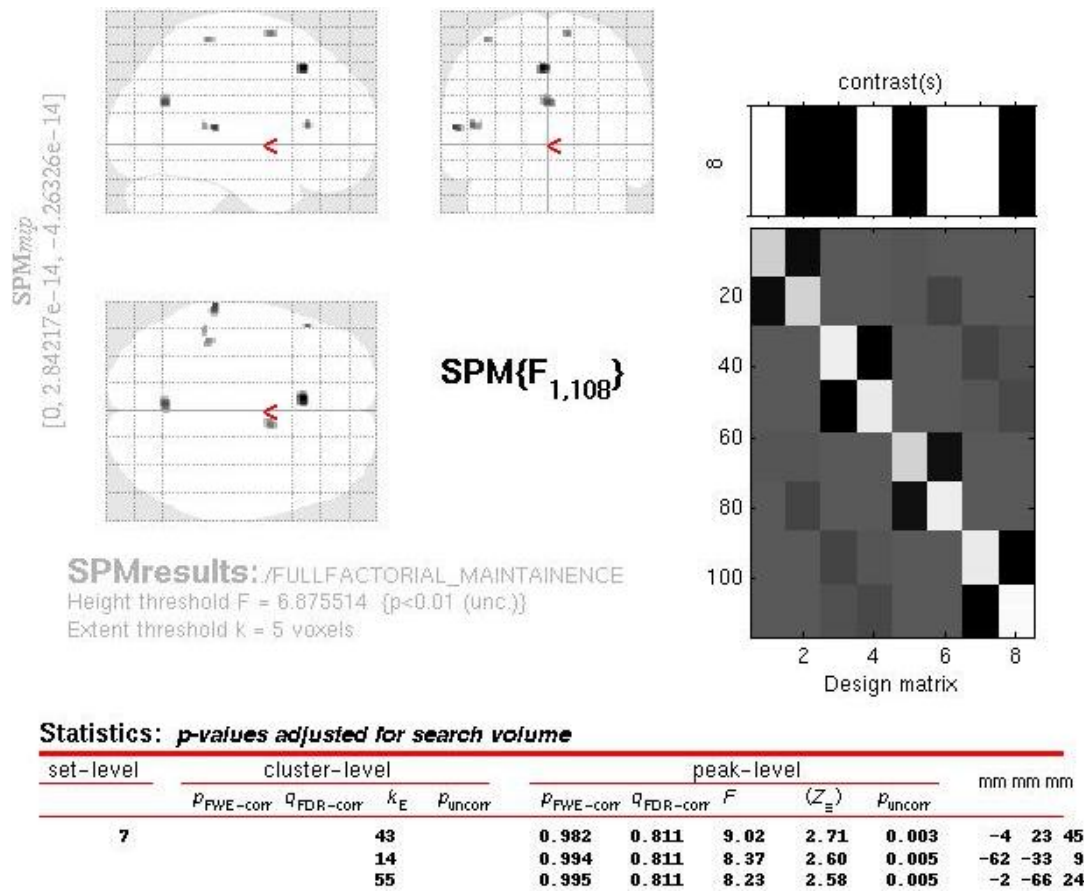 SPMmip
[0, 2.84217e-14, -4.26326e-14]
<
<
<
SPM{F1,108}
SPMresults: ./FULLFACTORIAL_MAINTAINENCE
Height threshold F = 6.875514 {p<0.01 (unc.)}
Extent threshold k = 5 voxels
contrast(s)
8
20
40
60
80
100
2 4 6 8
Design matrix
Statistics: p-values adjusted for search volume
set-level cluster-level peak-level mm mm mm
pFWE-corr qFDR-corr kE puncorr pFWE-corr qFDR-corr F (Z≡) puncorr
7 43 0.982 0.811 9.02 2.71 0.003 -4 23 45
14 0.994 0.811 8.37 2.60 0.005 -62 -33 9
55 0.995 0.811 8.23 2.58 0.005 -2 -66 24